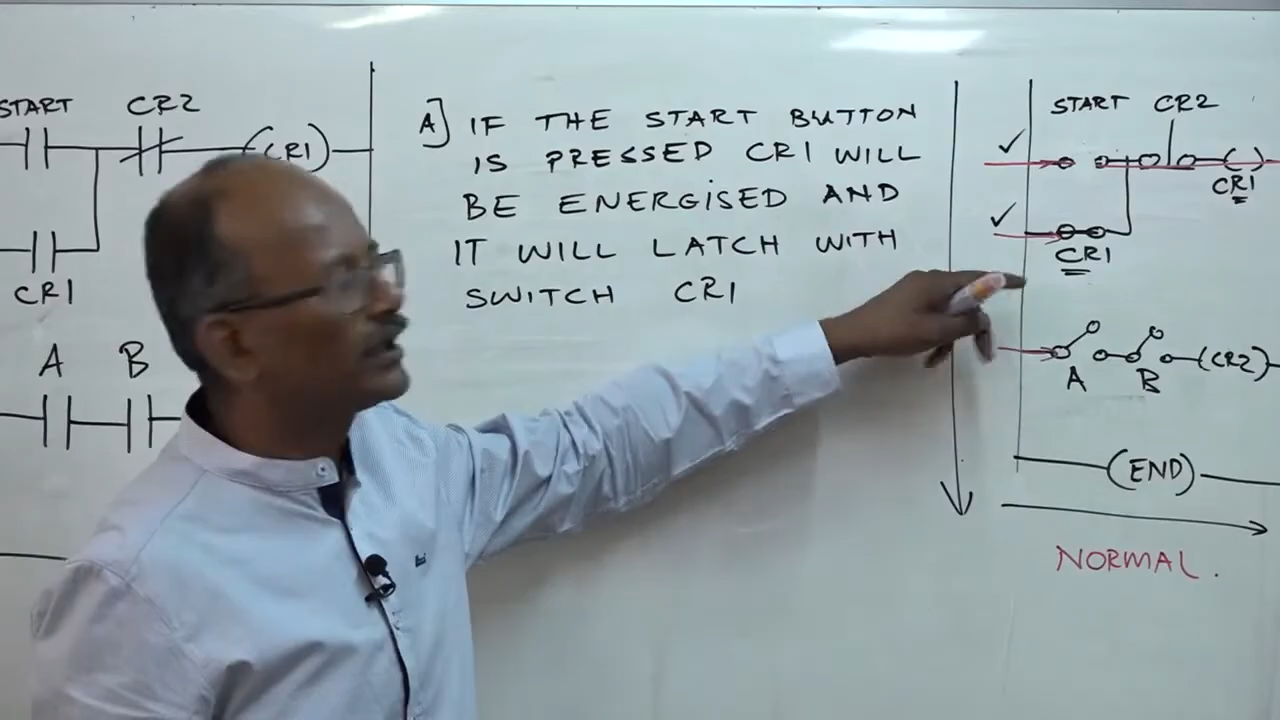 START CR2
(CR1)
CR1
A B
A] IF THE START BUTTON
IS PRESSED CR1 WILL
BE ENERGISED AND
IT WILL LATCH WITH
SWITCH CR1
START CR2
CR1
CR1
A B (CR2)
(END)
NORMAL.